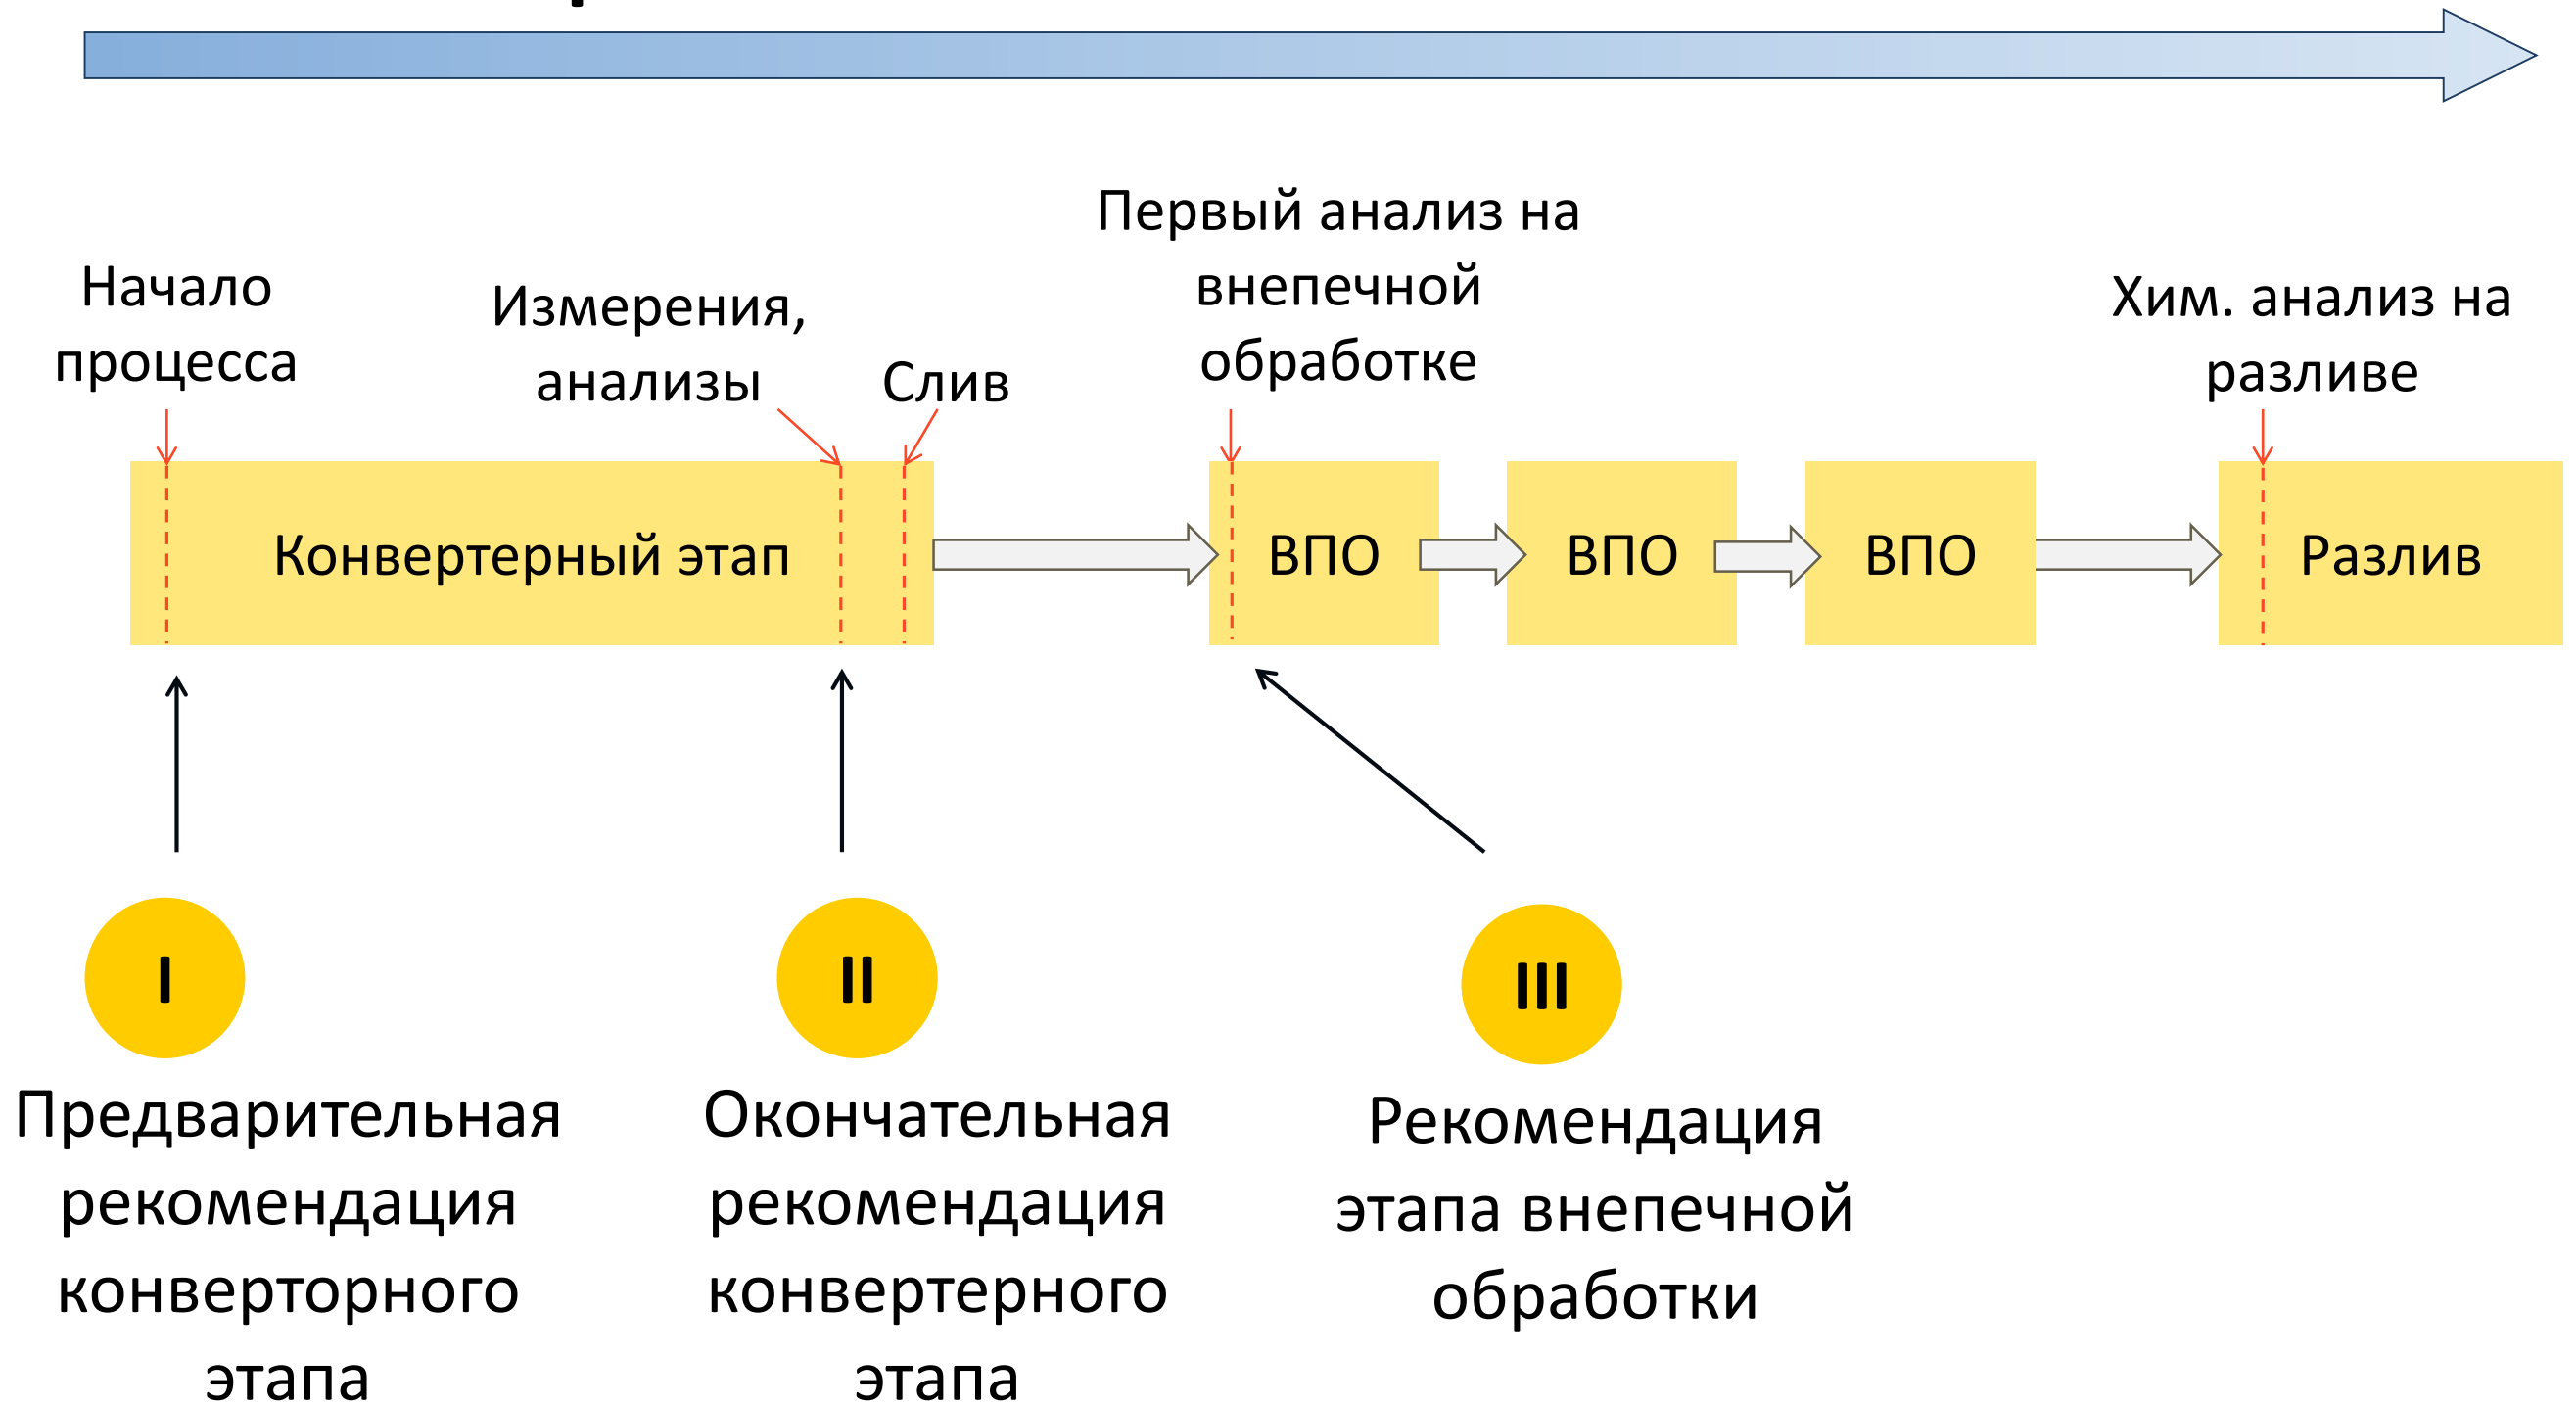 Начало
процесса
Измерения,
анализы
Слив
Первый анализ на
внепечной
обработке
Хим. анализ на
разливе
Конвертерный этап
ВПО
ВПО
ВПО
Разлив
I
Предварительная
рекомендация
конверторного
этапа
II
Окончательная
рекомендация
конвертерного
этапа
III
Рекомендация
этапа внепечной
обработки